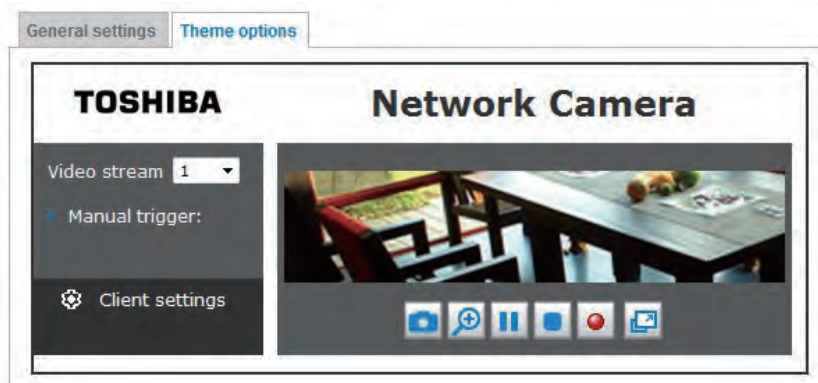 General settings
Theme options
TOSHIBA
Network Camera
Video stream 1
Manual trigger:
Client settings